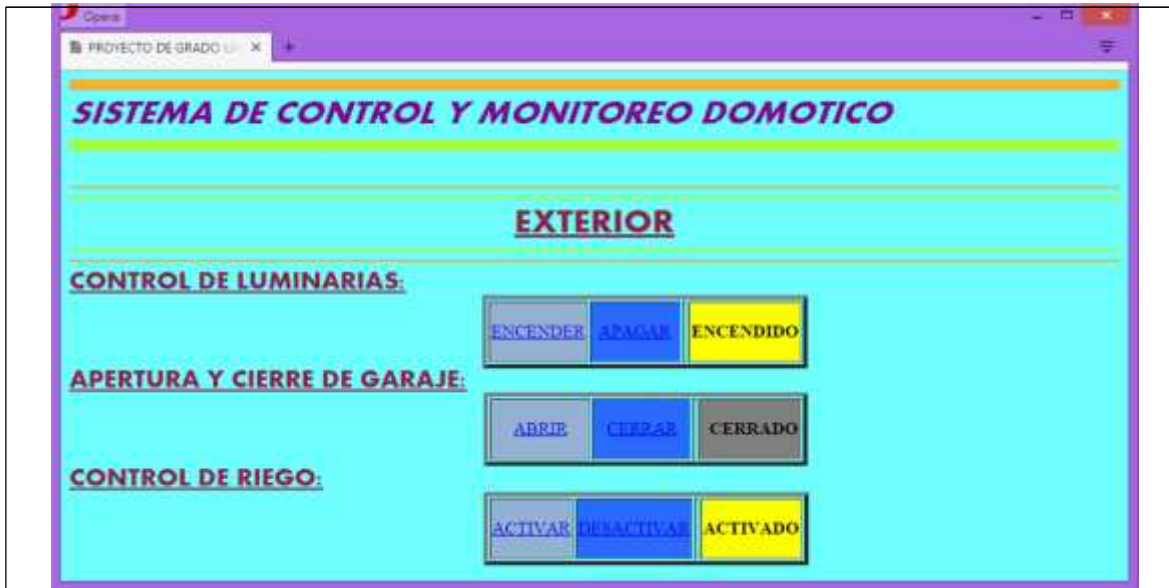 Opera
PROYECTO DE GRADO
SISTEMA DE CONTROL Y MONITOREO DOMOTICO
EXTERIOR
CONTROL DE LUMINARIAS:
ENCENDER APAGAR ENCENDIDO
APERTURA Y CIERRE DE GARAJE:
ABRIR CERRAR CERRADO
CONTROL DE RIEGO:
ACTIVAR DESACTIVAR ACTIVADO